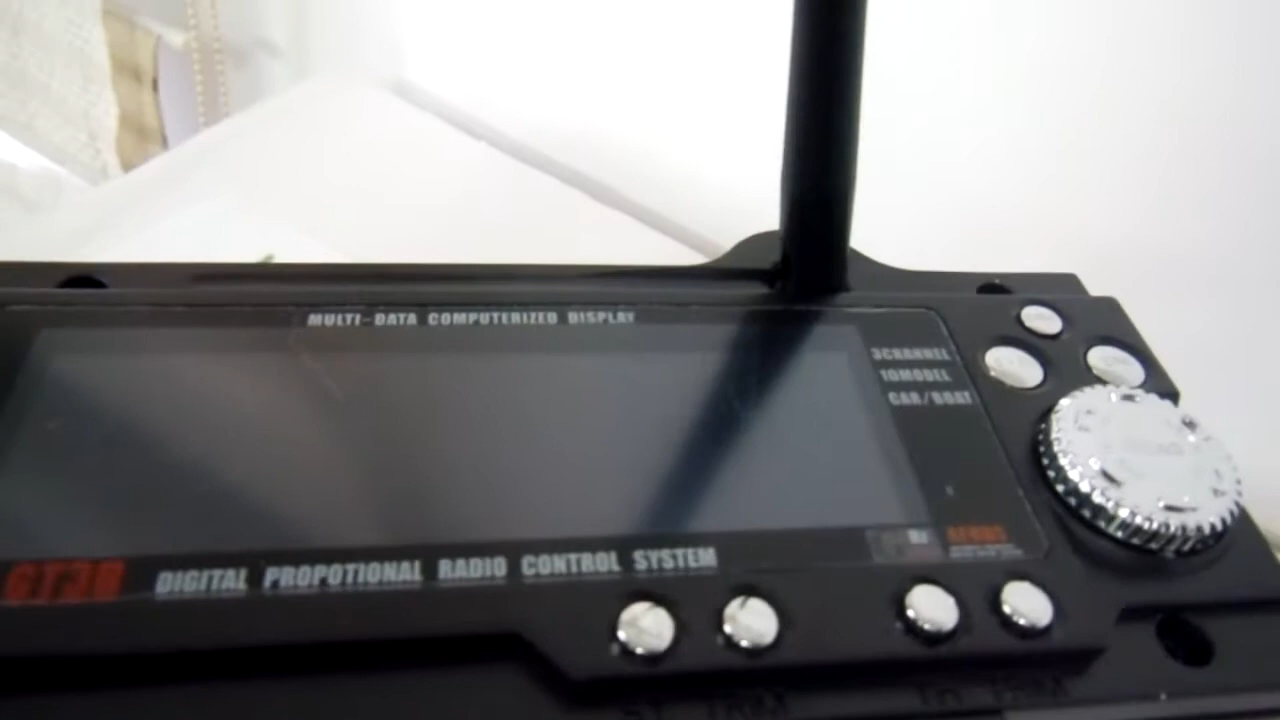 MULTI-DATA COMPUTERIZED DISPLAY
3CHANNEL
10MODEL
CAR/BOAT
GT3B DIGITAL PROPOTIONAL RADIO CONTROL SYSTEM